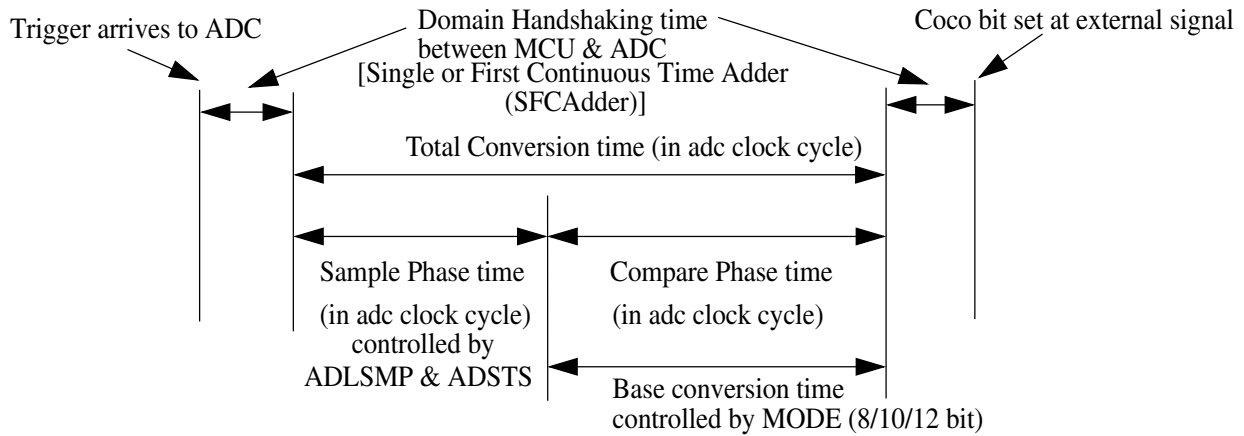 Trigger arrives to ADC
Domain Handshaking time
between MCU & ADC
[Single or First Continuous Time Adder
(SFCAdder)]
Coco bit set at external signal
Total Conversion time (in adc clock cycle)
Sample Phase time
(in adc clock cycle)
controlled by
ADLSMP & ADSTS
Compare Phase time
(in adc clock cycle)
Base conversion time
controlled by MODE (8/10/12 bit)